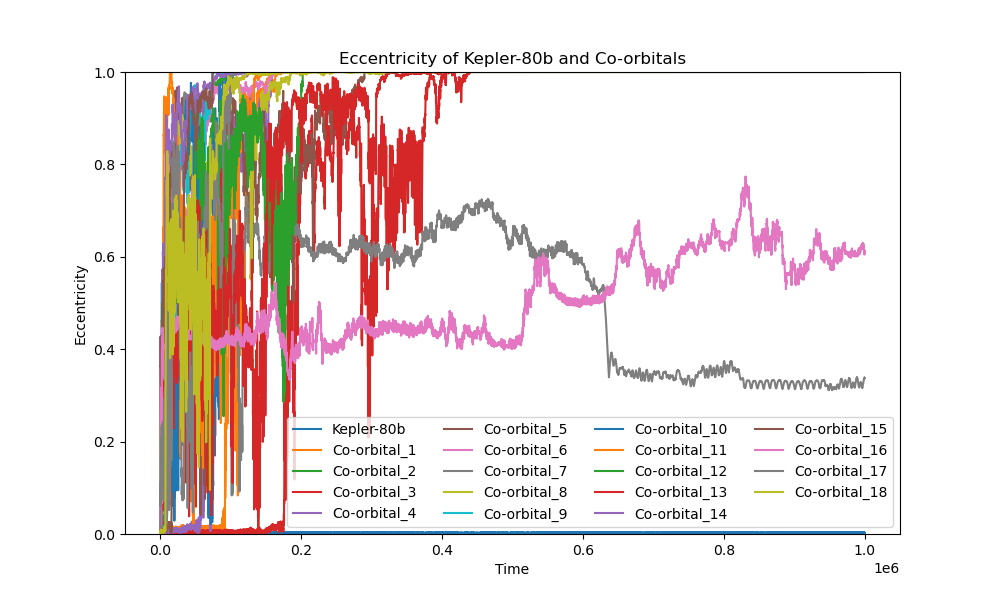 Eccentricity of Kepler-80b and Co-orbitals
1.0
0.8
0.6
0.4
0.2
0.0
Eccentricity
Kepler-80b
Co-orbital_1
Co-orbital_2
Co-orbital_3
Co-orbital_4
Co-orbital_5
Co-orbital_6
Co-orbital_7
Co-orbital_8
Co-orbital_9
Co-orbital_10
Co-orbital_11
Co-orbital_12
Co-orbital_13
Co-orbital_14
Co-orbital_15
Co-orbital_16
Co-orbital_17
Co-orbital_18
0.0 0.2 0.4 0.6 0.8 1.0
1e6
Time